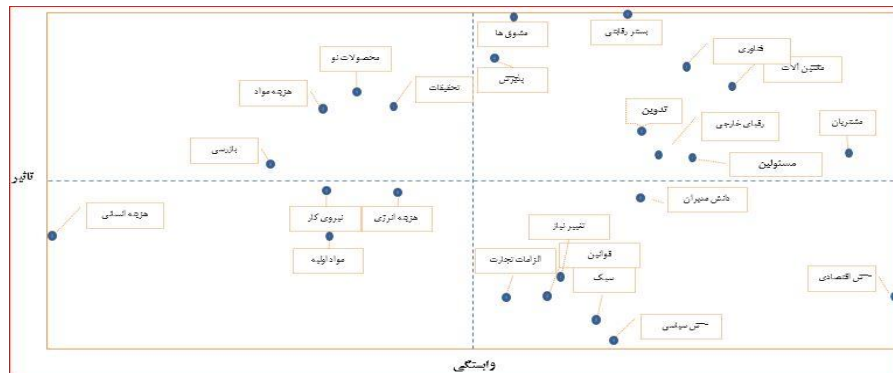 بستر رقابتی
مشوق ها
فناوری
محصولات نو
ماشین آلات
پذیرش
تحقیقات
هزینه مواد
تدوین
رقبای خارجی
مشتریان
بازرسی
مسئولین
تاثیر
دانش مدیران
هزینه انسانی
نیروی کار
هزینه انرژی
تغییر نیاز
مواد اولیه
الزامات تجارت
قوانین
سبک
اقتصادی
سیاسی
وابستگی